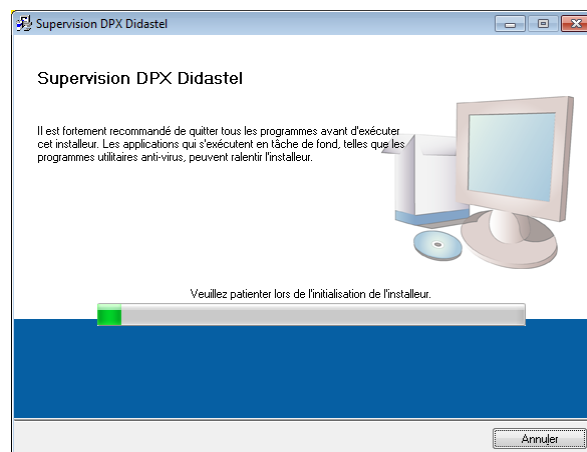 Supervision DPX Didastel
Supervision DPX Didastel
Il est fortement recommandé de quitter tous les programmes avant d'exécuter
cet installeur. Les applications qui s'exécutent en tâche de fond, telles que les
programmes utilitaires anti-virus, peuvent ralentir l'installeur.
Veuillez patienter lors de l'initialisation de l'installeur.
Annuler